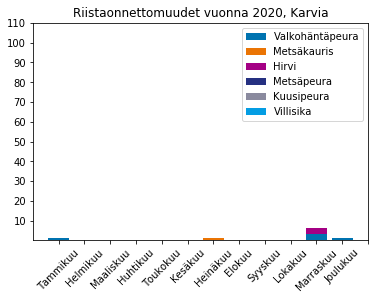 Riistaonnettomuudet vuonna 2020, Karvia
110
100
90
80
70
60
50
40
30
20
10
Valkohäntäpeura
Metsäkauris
Hirvi
Metsäpeura
Kuusipeura
Villisika
Tammikuu
Helmikuu
Maaliskuu
Huhtikuu
Toukokuu
Kesäkuu
Heinäkuu
Elokuu
Syyskuu
Lokakuu
Marraskuu
Joulukuu